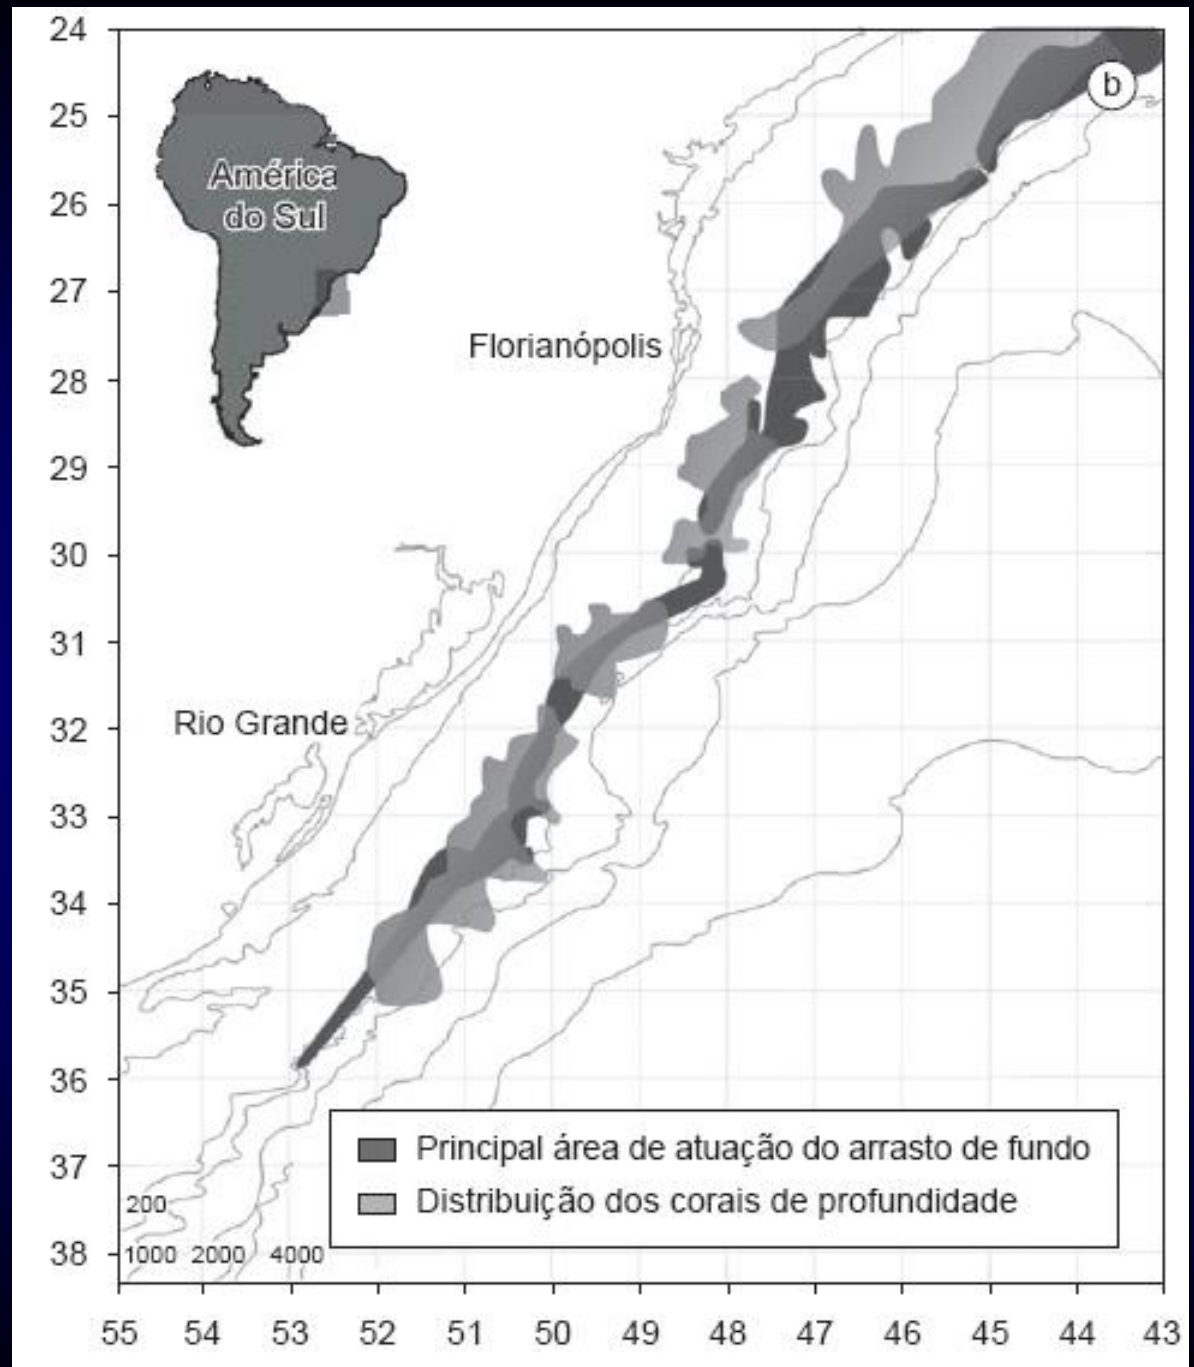 24
25
26
27
28
29
30
31
32
33
34
35
36
37
38
b
América
do Sul
Florianópolis
Rio Grande
Principal área de atuação do arrasto de fundo
Distribuição dos corais de profundidade
200
1000 2000 4000
55 54 53 52 51 50 49 48 47 46 45 44 43